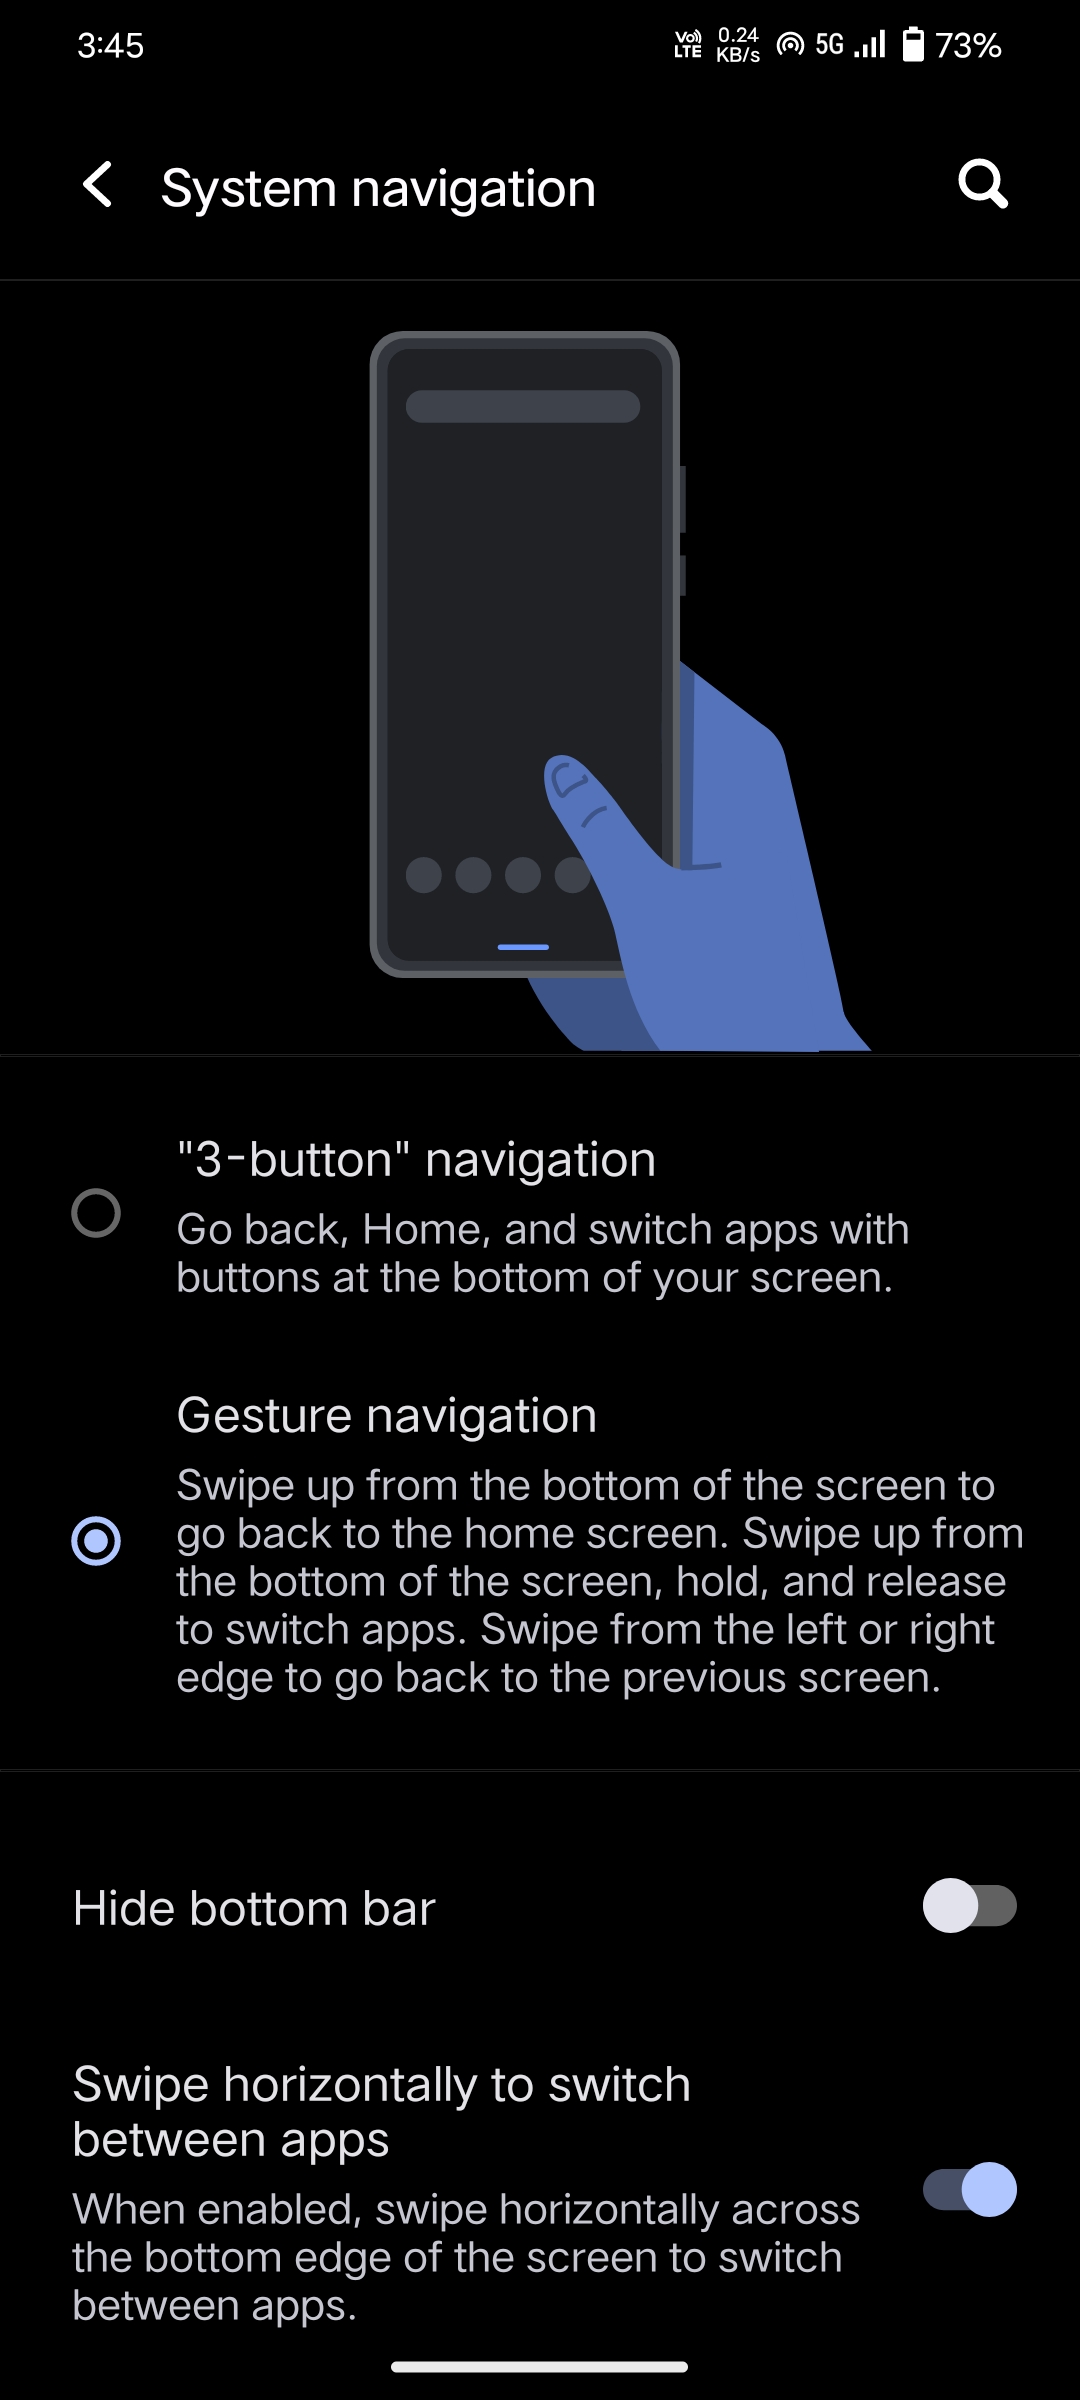 3:45
Vo LTE 0.24 KB/s 5G 73%
System navigation
"3-button" navigation
Go back, Home, and switch apps with
buttons at the bottom of your screen.
Gesture navigation
Swipe up from the bottom of the screen to
go back to the home screen. Swipe up from
the bottom of the screen, hold, and release
to switch apps. Swipe from the left or right
edge to go back to the previous screen.
Hide bottom bar
Swipe horizontally to switch
between apps
When enabled, swipe horizontally across
the bottom edge of the screen to switch
between apps.